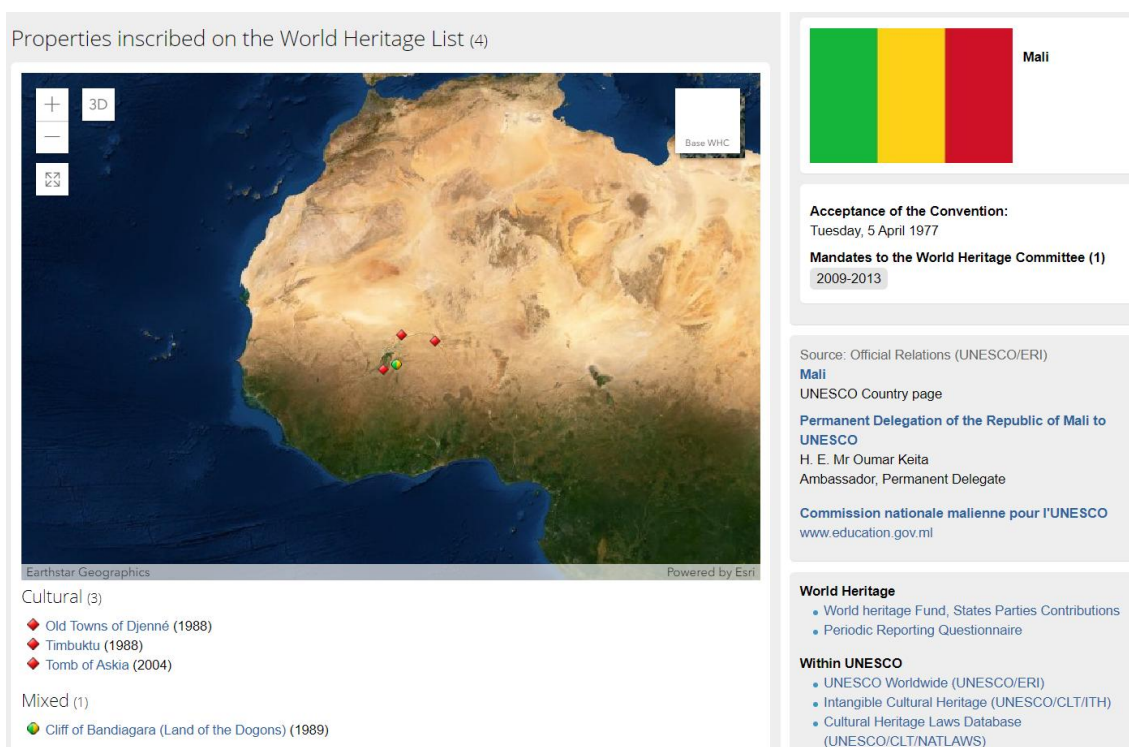 Properties inscribed on the World Heritage List (4)
+
3D
−
Base WHC
Earthstar Geographics
Powered by Esri
Cultural (3)
Old Towns of Djenné (1988)
Timbuktu (1988)
Tomb of Askia (2004)
Mixed (1)
Cliff of Bandiagara (Land of the Dogons) (1989)
Mali
Acceptance of the Convention:
Tuesday, 5 April 1977
Mandates to the World Heritage Committee (1)
2009-2013
Source: Official Relations (UNESCO/ERI)
Mali
UNESCO Country page
Permanent Delegation of the Republic of Mali to
UNESCO
H. E. Mr Oumar Keita
Ambassador, Permanent Delegate
Commission nationale malienne pour l'UNESCO
www.education.gov.ml
World Heritage
• World heritage Fund, States Parties Contributions
• Periodic Reporting Questionnaire
Within UNESCO
• UNESCO Worldwide (UNESCO/ERI)
• Intangible Cultural Heritage (UNESCO/CLT/ITH)
• Cultural Heritage Laws Database
(UNESCO/CLT/NATLAWS)